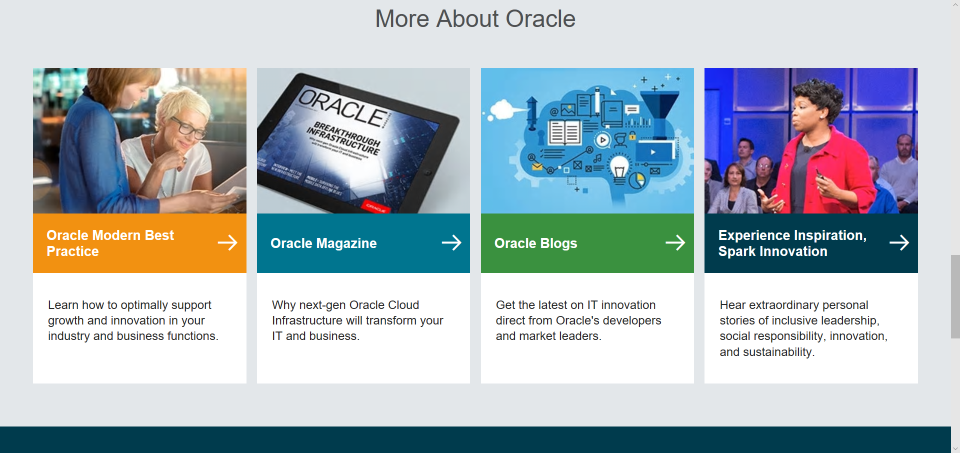 More About Oracle
ORACLE
BREAKTHROUGH
INFRASTRUCTURE
Oracle Modern Best
Practice
Oracle Magazine
Oracle Blogs
Experience Inspiration,
Spark Innovation
Learn how to optimally support
growth and innovation in your
industry and business functions.
Why next-gen Oracle Cloud
Infrastructure will transform your
IT and business.
Get the latest on IT innovation
direct from Oracle's developers
and market leaders.
Hear extraordinary personal
stories of inclusive leadership,
social responsibility, innovation,
and sustainability.